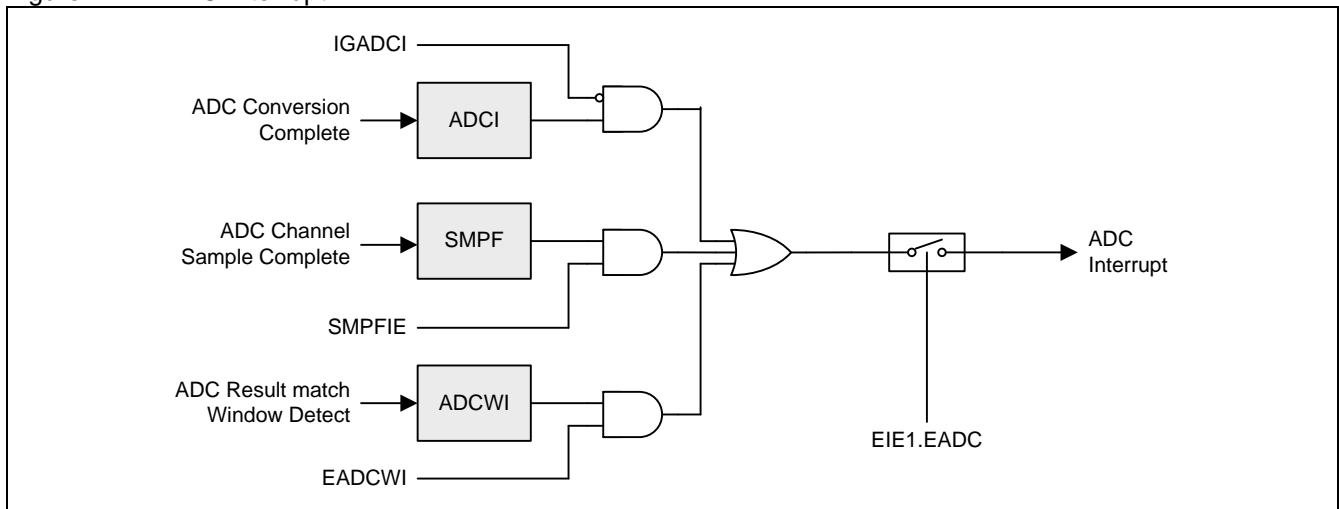 IGADCI
ADC Conversion
Complete
ADCI
ADC Channel
Sample Complete
SMPF
SMPFIE
ADC Result match
Window Detect
ADCWI
EADCWI
ADC
Interrupt
EIE1.EADC